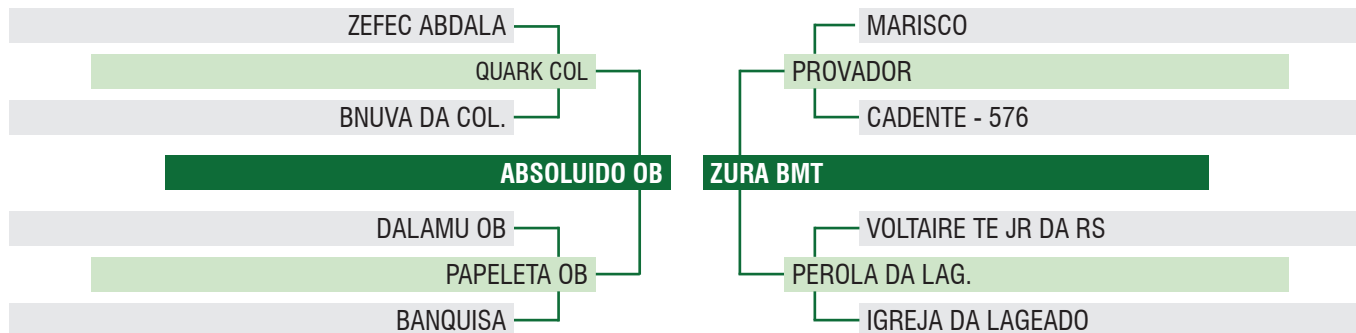 ZEFEC ABDALA
QUARK COL
BNUVA DA COL.
ABSOLUIDO OB
DALAMU OB
PAPELETA OB
BANQUISA
MARISCO
PROVADOR
CADENTE - 576
ZURA BMT
VOLTAIRE TE JR DA RS
PEROLA DA LAG.
IGREJA DA LAGEADO